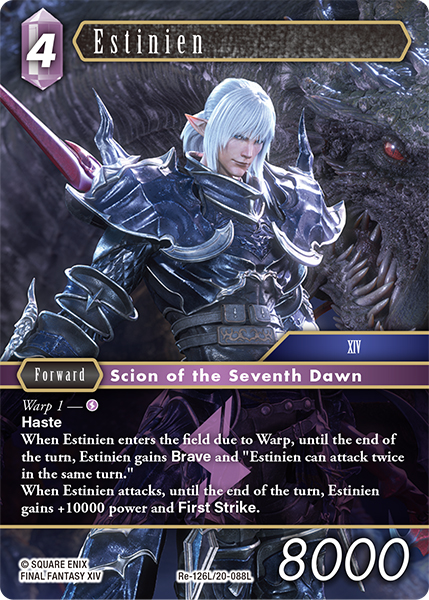 4
Estinien
XIV
Forward
Scion of the Seventh Dawn
Warp 1 —
Haste
When Estinien enters the field due to Warp, until the end of
the turn, Estinien gains Brave and "Estinien can attack twice
in the same turn."
When Estinien attacks, until the end of the turn, Estinien
gains +10000 power and First Strike.
© SQUARE ENIX
FINAL FANTASY XIV
Re-126L/20-088L
8000